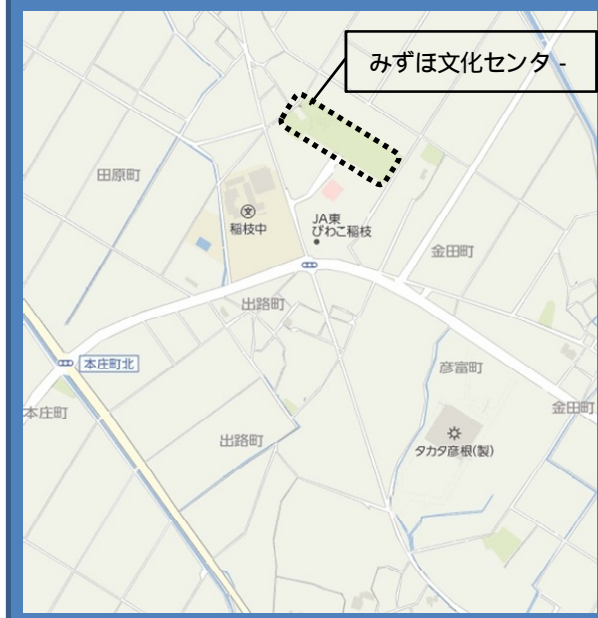 みずほ文化センタ-
田原町
文
稲枝中
JA東
びわこ稲枝
金田町
出路町
本庄町北
彦富町
本庄町
金田町
出路町
タカタ彦根(製)